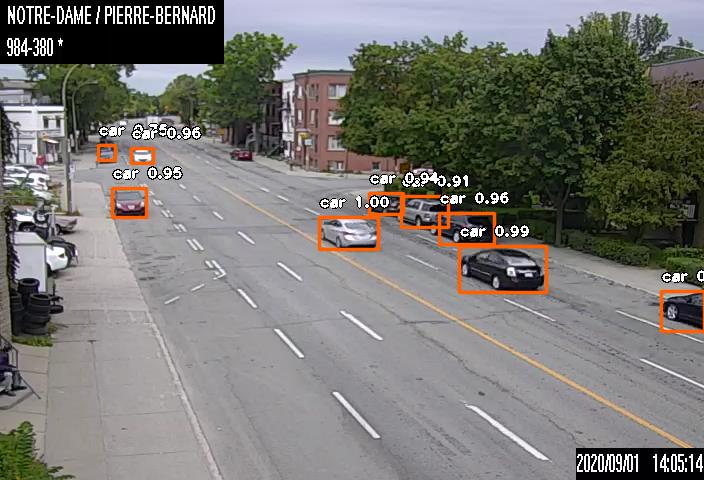 NOTRE-DAME / PIERRE-BERNARD
984-380 *
car 0.96
car 0.95
car 0.94
0.91
car 1.00
car 0.96
car 0.99
car 0
2020/09/01 14:05:14